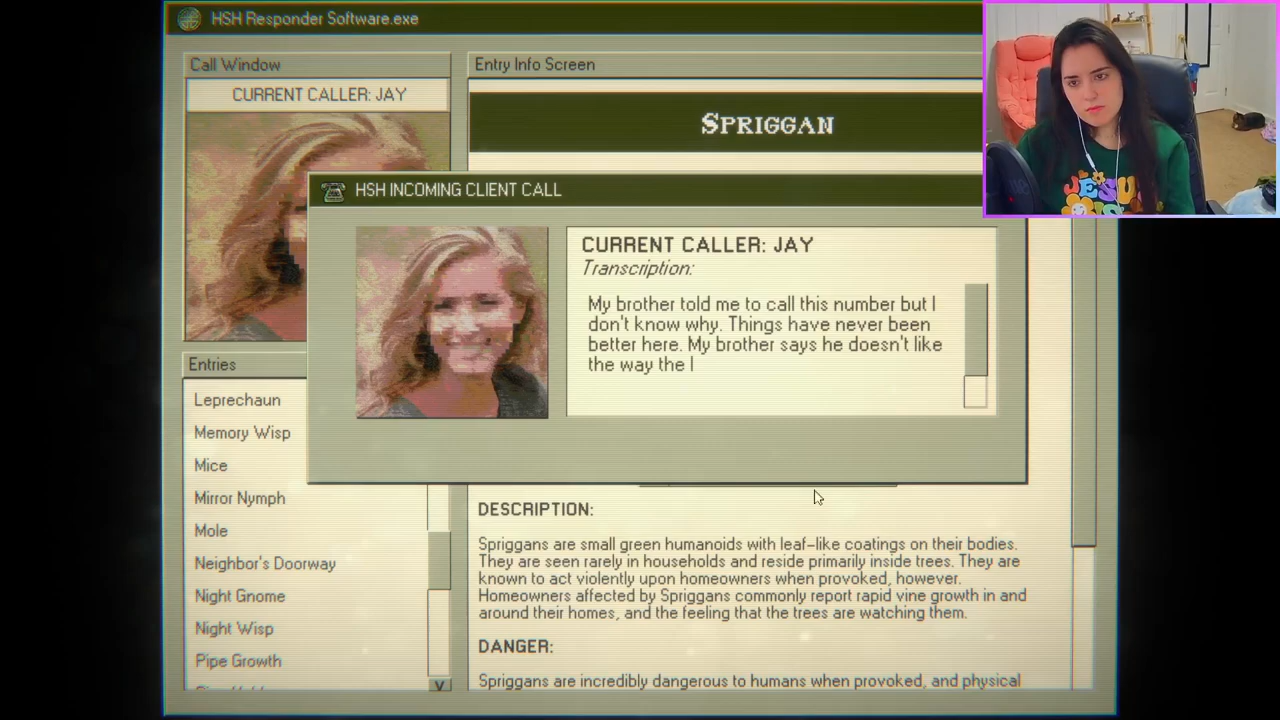 HSH Responder Software.exe
Call Window
CURRENT CALLER: JAY
Entry Info Screen
SPRIGGAN
HSH INCOMING CLIENT CALL
CURRENT CALLER: JAY
Transcription:
My brother told me to call this number but I
don't know why. Things have never been
better here. My brother says he doesn't like
the way the l
Entries
Leprechaun
Memory Wisp
Mice
Mirror Nymph
Mole
Neighbor's Doorway
Night Gnome
Night Wisp
Pipe Growth
V
DESCRIPTION:
Spriggans are small green humanoids with leaf-like coatings on their bodies.
They are seen rarely in households and reside primarily inside trees. They are
known to act violently upon homeowners when provoked, however.
Homeowners affected by Spriggans commonly report rapid vine growth in and
around their homes, and the feeling that the trees are watching them.
DANGER:
Spriggans are incredibly dangerous to humans when provoked, and physical
JESUS
IS